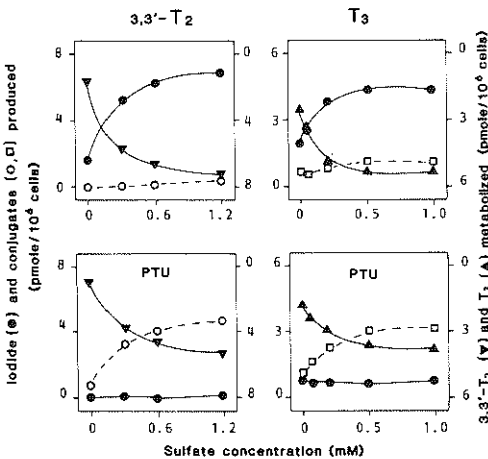 3,3'-T2 T3
8 0 6 0
4 4 3 3
0 8 0 6
0 0.6 1.2 0 0.5 1.0
PTU PTU
8 0 6 0
4 4 3 3
0 8 0 6
0 0.6 1.2 0 0.5 1.0
Sulfate concentration (mM)
Iodide (●) and conjugates (○,□) produced
(pmole/10⁶ cells)
3,3'-T2 (▼) and T3 (▲) metabolized
(pmole/10⁶ cells)